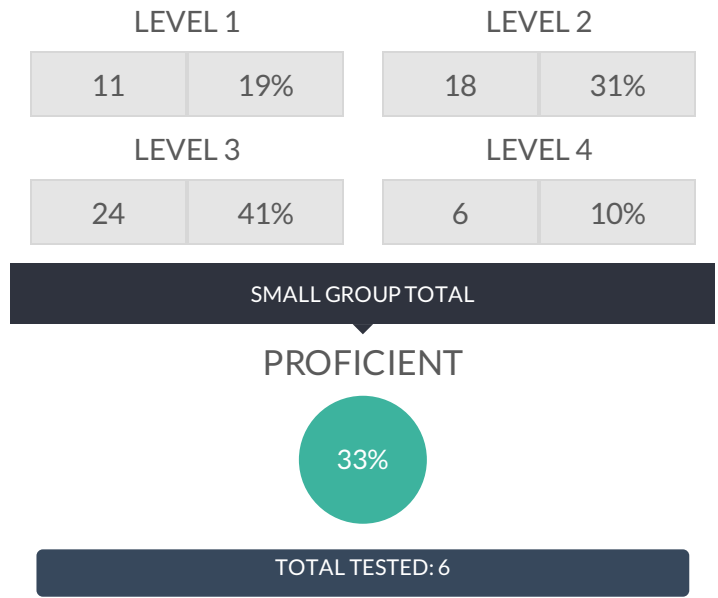 LEVEL 1 LEVEL 2
11 19% 18 31%
LEVEL 3 LEVEL 4
24 41% 6 10%
SMALL GROUP TOTAL
PROFICIENT
33%
TOTAL TESTED: 6